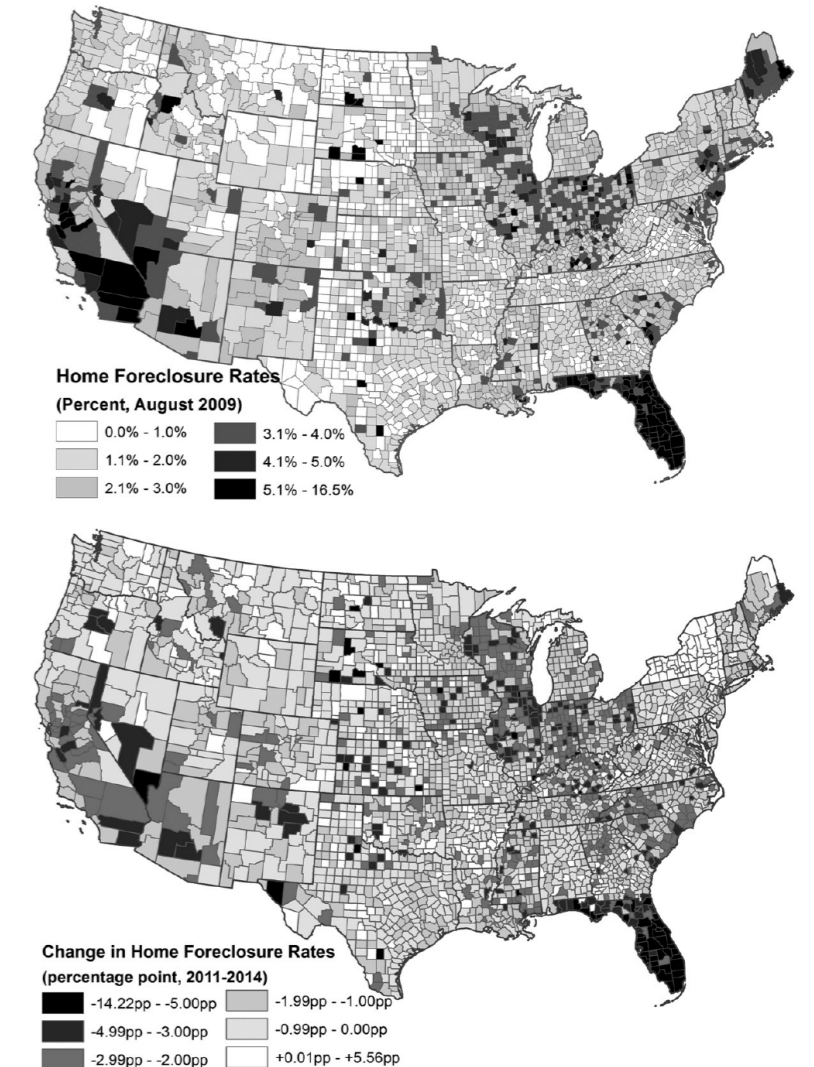 Home Foreclosure Rates
(Percent, August 2009)
0.0% - 1.0%
3.1% - 4.0%
1.1% - 2.0%
4.1% - 5.0%
2.1% - 3.0%
5.1% - 16.5%
Change in Home Foreclosure Rates
(percentage point, 2011-2014)
-14.22pp - -5.00pp
-1.99pp - -1.00pp
-4.99pp - -3.00pp
-0.99pp - 0.00pp
-2.99pp - -2.00pp
+0.01pp - +5.56pp